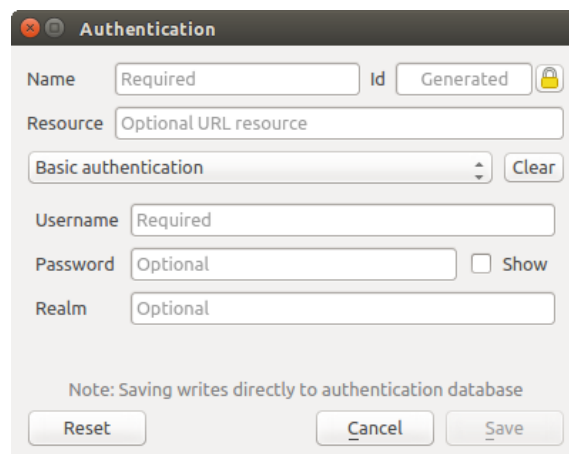 Authentication
Name Required Id Generated
Resource Optional URL resource
Basic authentication Clear
Username Required
Password Optional Show
Realm Optional
Note: Saving writes directly to authentication database
Reset Cancel Save